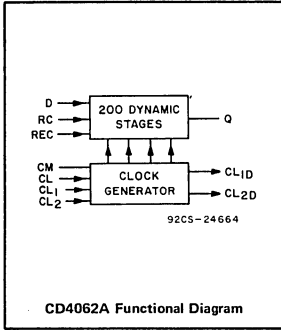 D
RC
REC
200 DYNAMIC
STAGES
Q
CM
CL
CL1
CL2
CLOCK
GENERATOR
CL1D
CL2D
92CS-24664
CD4062A Functional Diagram